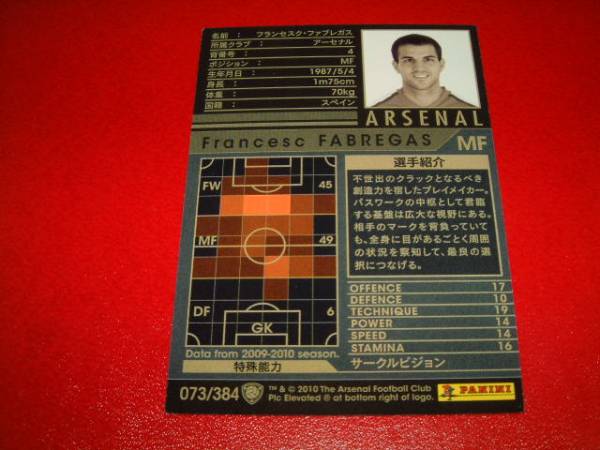 名前 : フランセスク・ファブレガス
所属クラブ : アーセナル
背番号 : 4
ポジション : MF
生年月日 : 1987/5/4
身長 : 1m75cm
体重 : 70kg
国籍 : スペイン
ARSENAL
Francesc FABREGAS MF
FW 45
MF 49
DF 6
GK
Data from 2009-2010 season.
選手紹介
不世出のクラックとなるべき
創造力を宿したプレイメイカー。
パスワークの中枢として君臨
する基盤は広大な視野にある。
相手のマークを背負っていて
も、全身に目があるごとく周囲
の状況を察知して、最良の選
択につなげる。
OFFENCE 17
DEFENCE 10
TECHNIQUE 19
POWER 14
SPEED 14
STAMINA 16
特殊能力 サークルビジョン
073/384
™ & © 2010 The Arsenal Football Club
Plc Elevated ® at bottom right of logo.
PANINI